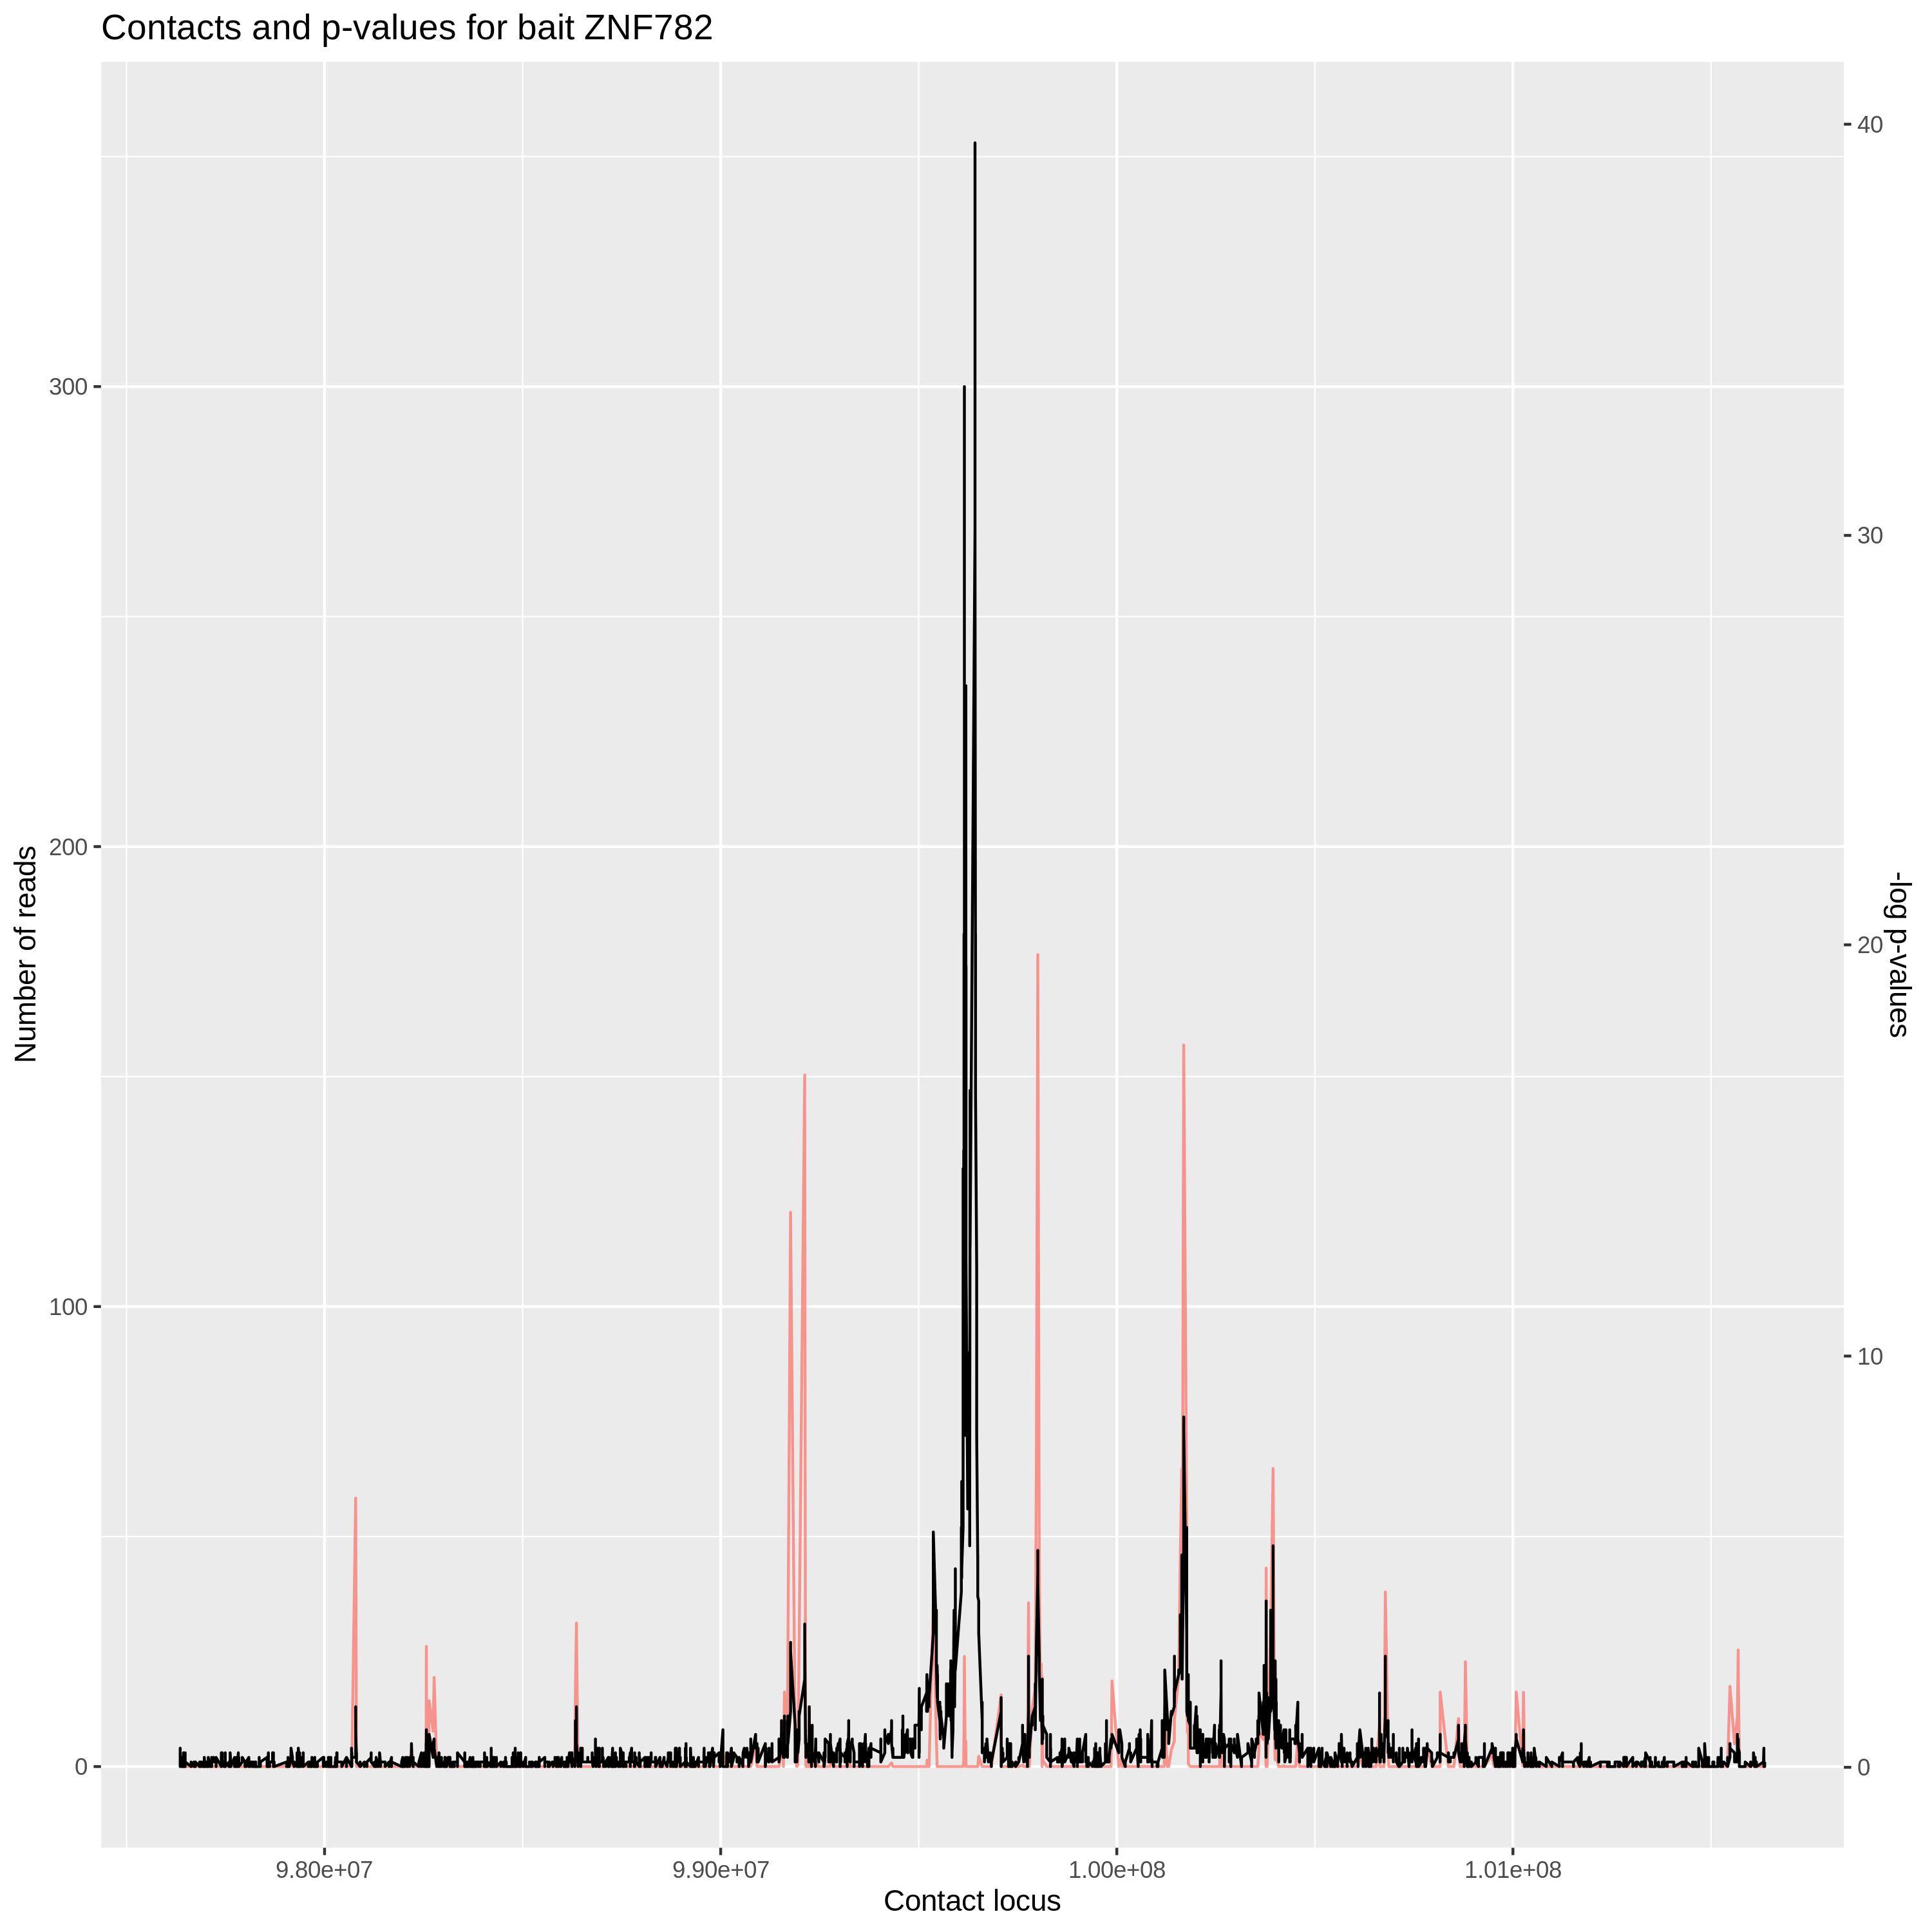 Contacts and p-values for bait ZNF782
Number of reads
300
200
100
0
40
30
20
10
0
-log p-values
9.80e+07
9.90e+07
1.00e+08
1.01e+08
Contact locus